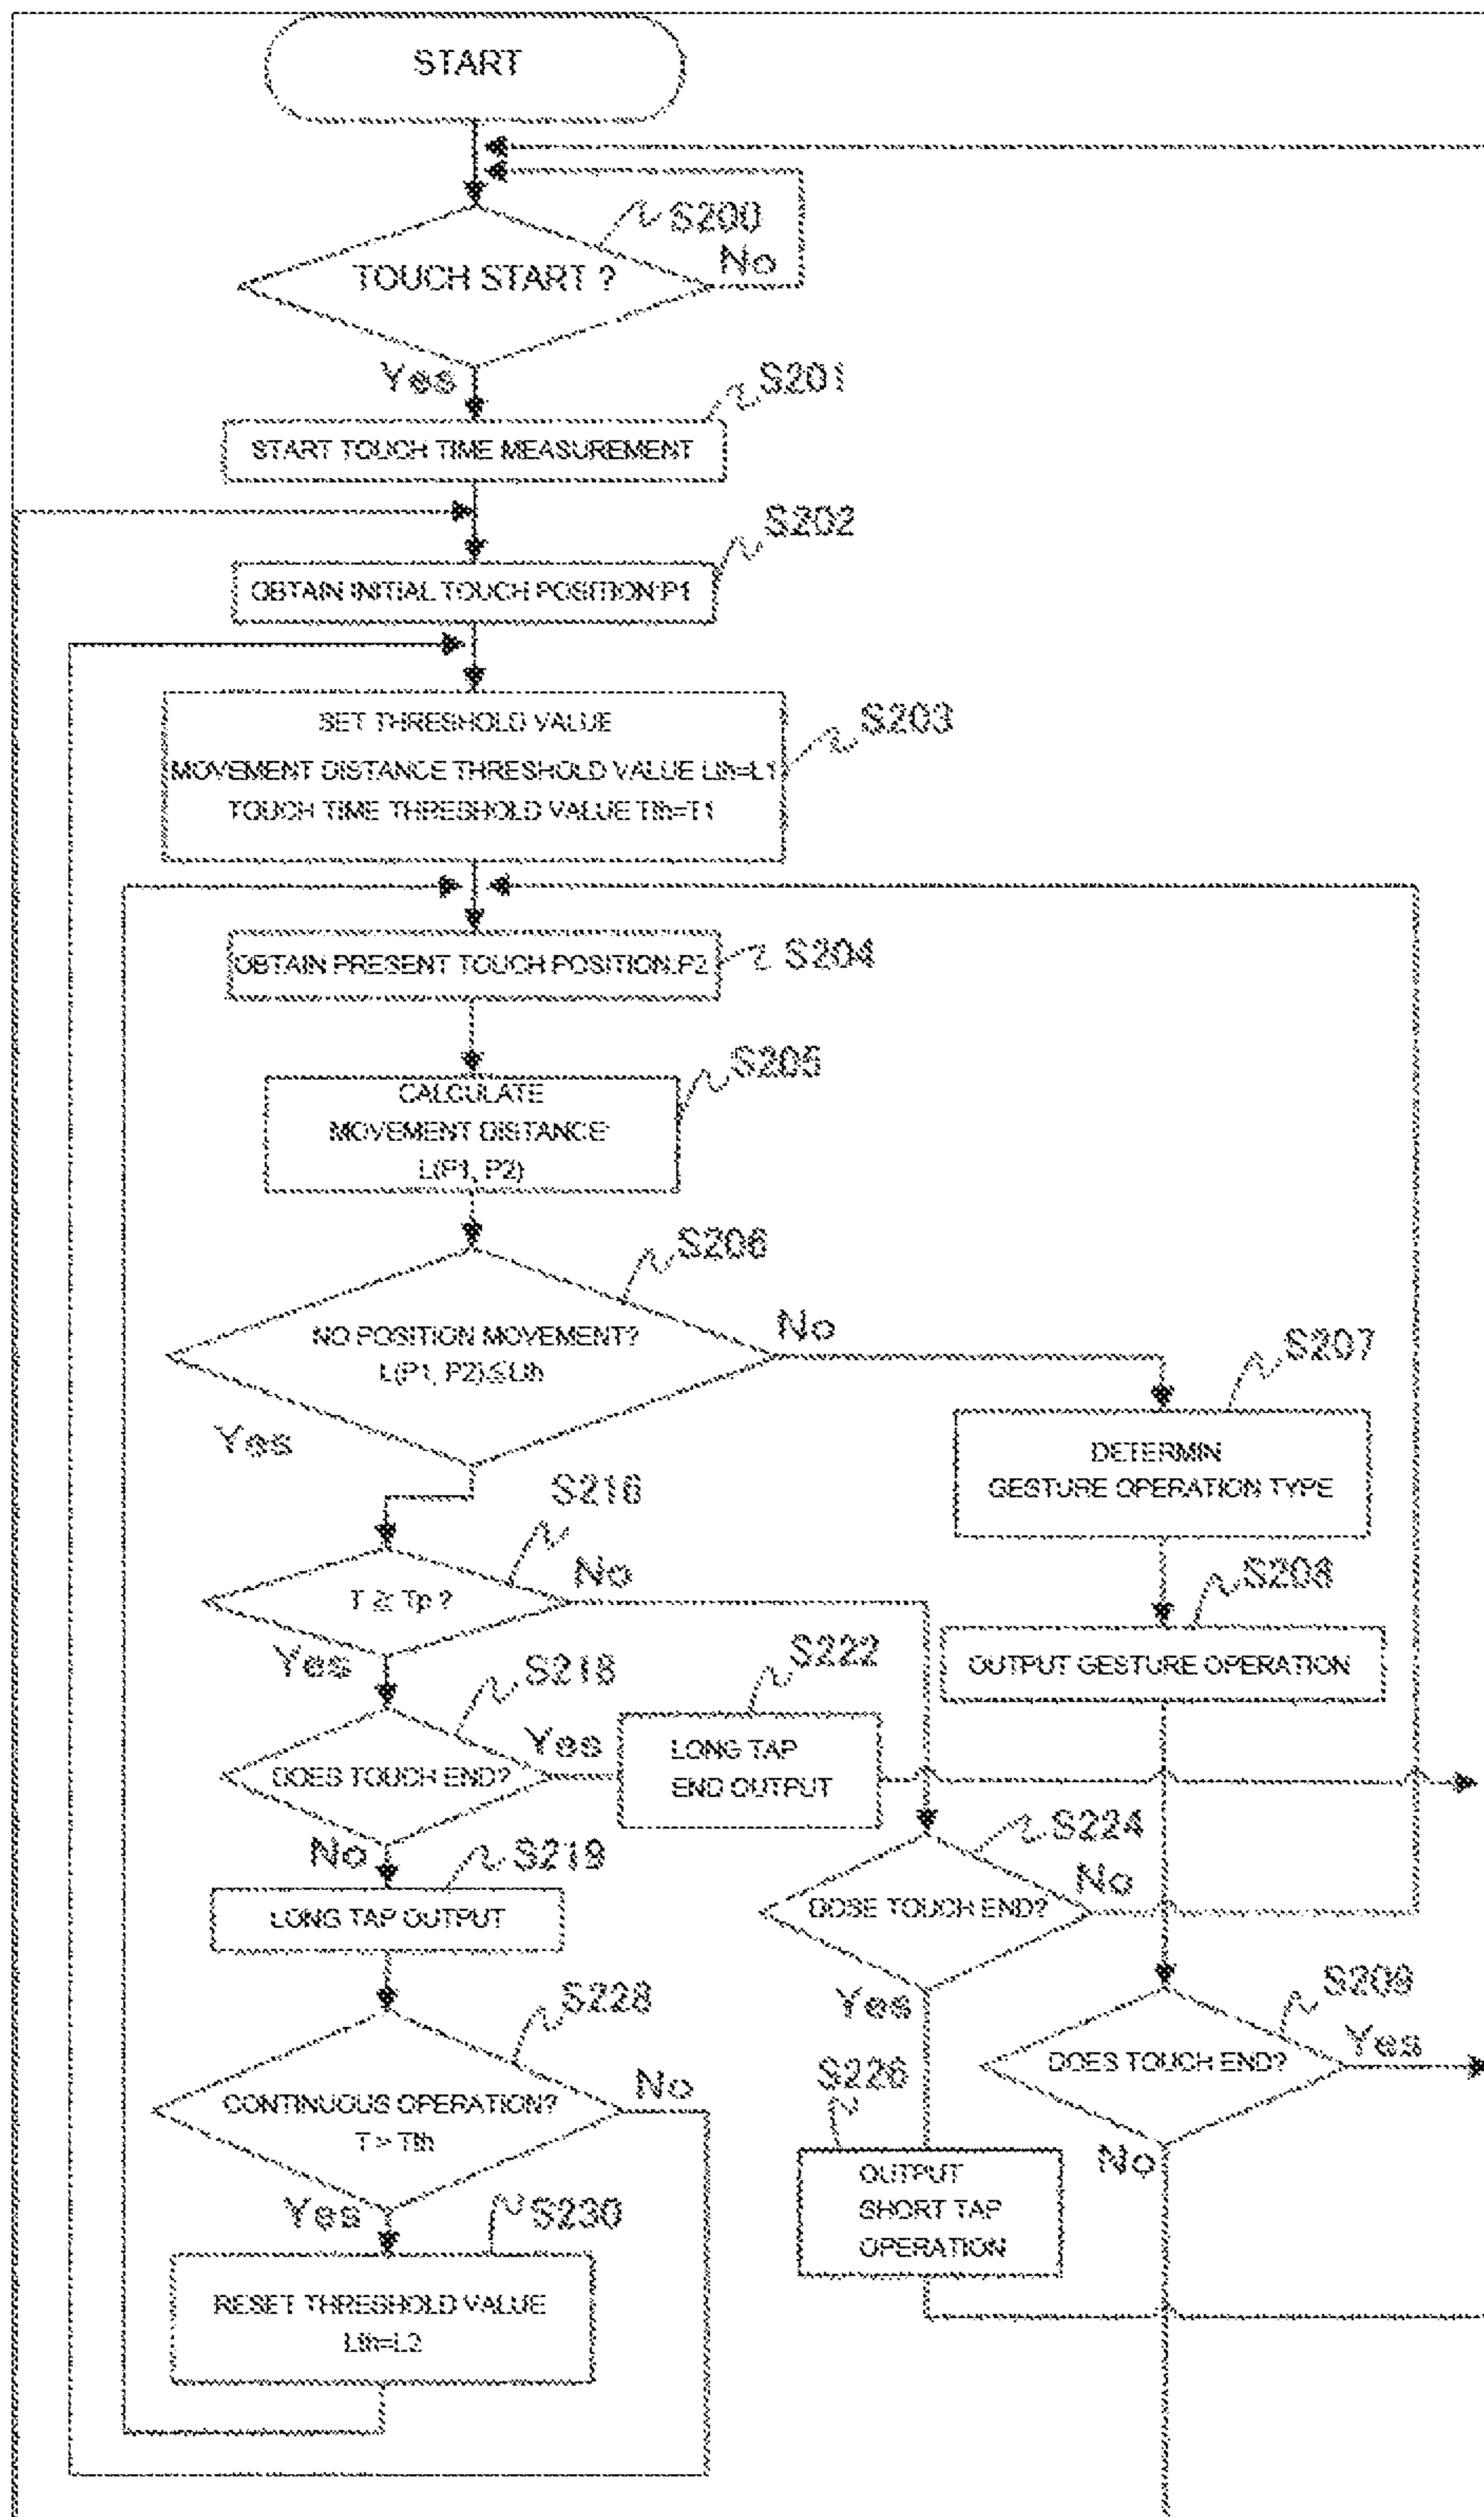 START
S200
No
TOUCH START ?
Yes
S201
START TOUCH TIME MEASUREMENT
S202
OBTAIN INITIAL TOUCH POSITION:P1
SET THRESHOLD VALUE
S203
MOVEMENT DISTANCE THRESHOLD VALUE Lth=L1
TOUCH TIME THRESHOLD VALUE Tth=T1
OBTAIN PRESENT TOUCH POSITION:P2
S204
S205
CALCULATE
MOVEMENT DISTANCE
L(P1, P2)
S206
No
NO POSITION MOVEMENT?
L(P1, P2)≦Lth
S207
Yes
DETERMIN
GESTURE OPERATION TYPE
S216
No
T ≧ Tp ?
S208
Yes
OUTPUT GESTURE OPERATION
S218
S222
Yes
DOES TOUCH END?
LONG TAP
END OUTPUT
No
S219
LONG TAP OUTPUT
S224
No
DOSE TOUCH END?
Yes
S228
S209
Yes
DOES TOUCH END?
No
S226
No
CONTINUOUS OPERATION?
T > Tth
Yes
S230
OUTPUT
SHORT TAP
OPERATION
RESET THRESHOLD VALUE
Lth=L2